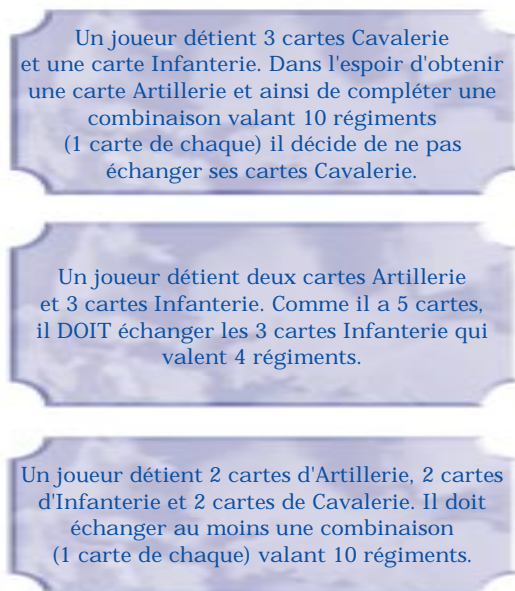 Un joueur détient 3 cartes Cavalerie
et une carte Infanterie. Dans l'espoir d'obtenir
une carte Artillerie et ainsi de compléter une
combinaison valant 10 régiments
(1 carte de chaque) il décide de ne pas
échanger ses cartes Cavalerie.
Un joueur détient deux cartes Artillerie
et 3 cartes Infanterie. Comme il a 5 cartes,
il DOIT échanger les 3 cartes Infanterie qui
valent 4 régiments.
Un joueur détient 2 cartes d'Artillerie, 2 cartes
d'Infanterie et 2 cartes de Cavalerie. Il doit
échanger au moins une combinaison
(1 carte de chaque) valant 10 régiments.